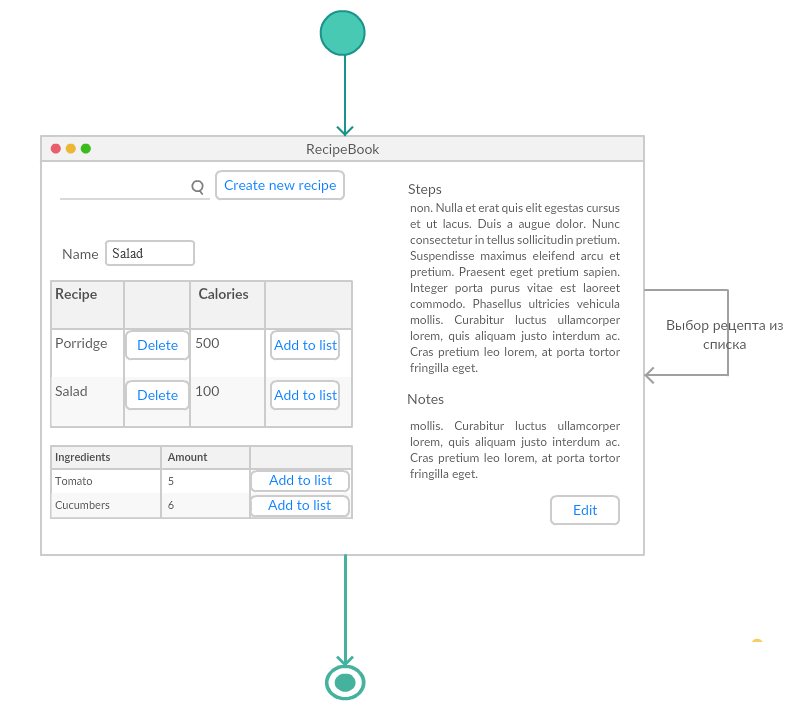 RecipeBook
Create new recipe
Name Salad
Recipe Calories
Porridge Delete 500 Add to list
Salad Delete 100 Add to list
Ingredients Amount
Tomato 5 Add to list
Cucumbers 6 Add to list
Steps
non. Nulla et erat quis elit egestas cursus
et ut lacus. Duis a augue dolor. Nunc
consectetur in tellus sollicitudin pretium.
Suspendisse maximus eleifend arcu et
pretium. Praesent eget pretium sapien.
Integer porta purus vitae est laoreet
commodo. Phasellus ultricies vehicula
mollis. Curabitur luctus ullamcorper
lorem, quis aliquam justo interdum ac.
Cras pretium leo lorem, at porta tortor
fringilla eget.
Notes
mollis. Curabitur luctus ullamcorper
lorem, quis aliquam justo interdum ac.
Cras pretium leo lorem, at porta tortor
fringilla eget.
Edit
Выбор рецепта из
списка